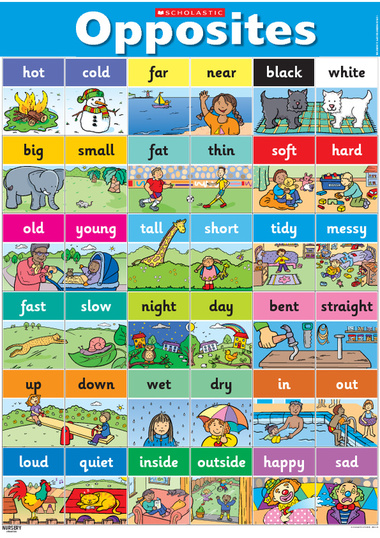 SCHOLASTIC
Opposites
hot cold far near black white
big small fat thin soft hard
old young tall short tidy messy
fast slow night day bent straight
up down wet dry in out
loud quiet inside outside happy sad
NURSERY